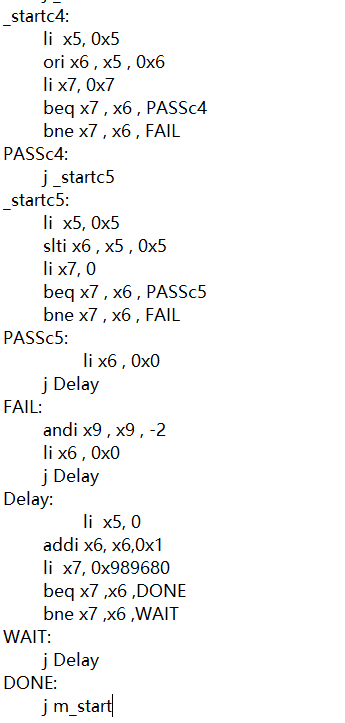 _startc4:
li x5, 0x5
ori x6 , x5 , 0x6
li x7, 0x7
beq x7 , x6 , PASSc4
bne x7 , x6 , FAIL
PASSc4:
j _startc5
_startc5:
li x5, 0x5
slti x6 , x5 , 0x5
li x7, 0
beq x7 , x6 , PASSc5
bne x7 , x6 , FAIL
PASSc5:
li x6 , 0x0
j Delay
FAIL:
andi x9 , x9 , -2
li x6 , 0x0
j Delay
Delay:
li x5, 0
addi x6, x6,0x1
li x7, 0x989680
beq x7 ,x6 ,DONE
bne x7 ,x6 ,WAIT
WAIT:
j Delay
DONE:
j m_start